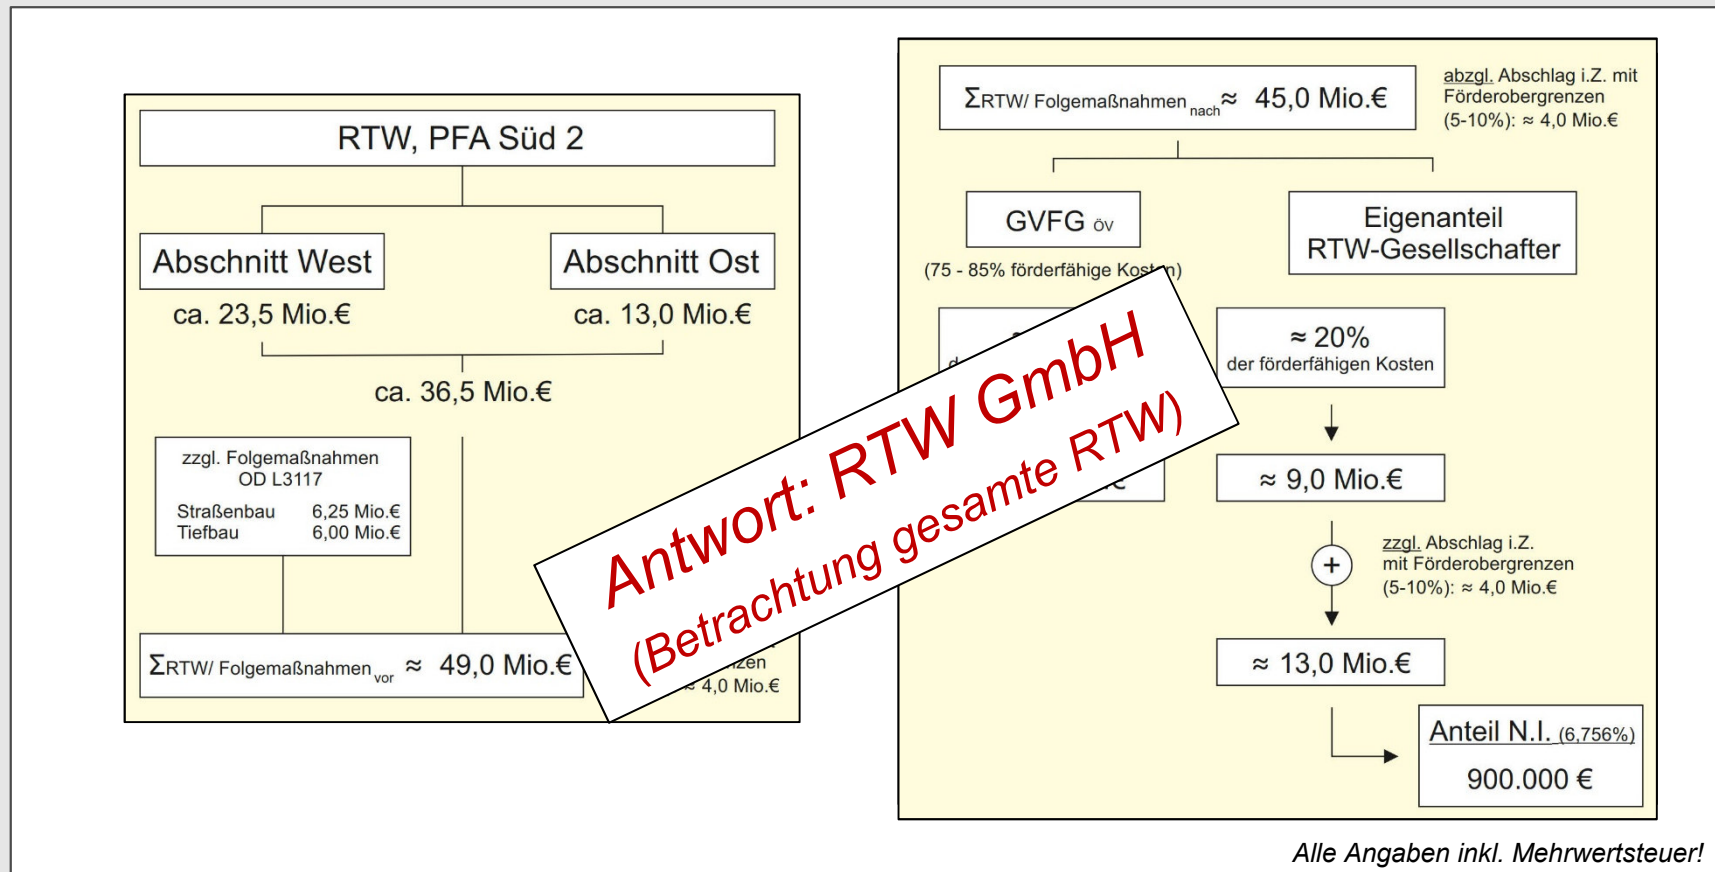 RTW, PFA Süd 2
Abschnitt West
Abschnitt Ost
ca. 23,5 Mio.€
ca. 13,0 Mio.€
ca. 36,5 Mio.€
zzgl. Folgemaßnahmen
OD L3117
Straßenbau 6,25 Mio.€
Tiefbau 6,00 Mio.€
ΣRTW/ Folgemaßnahmen vor ≈ 49,0 Mio.€
≈ 4,0 Mio.€
Antwort: RTW GmbH
(Betrachtung gesamte RTW)
ΣRTW/ Folgemaßnahmen nach ≈ 45,0 Mio.€
abzgl. Abschlag i.Z. mit
Förderobergrenzen
(5-10%): ≈ 4,0 Mio.€
GVFG ÖV
(75 - 85% förderfähige Kosten)
Eigenanteil
RTW-Gesellschafter
≈ 20%
der förderfähigen Kosten
≈ 9,0 Mio.€
+
zzgl. Abschlag i.Z.
mit Förderobergrenzen
(5-10%): ≈ 4,0 Mio.€
≈ 13,0 Mio.€
Anteil N.I. (6,756%)
900.000 €
Alle Angaben inkl. Mehrwertsteuer!